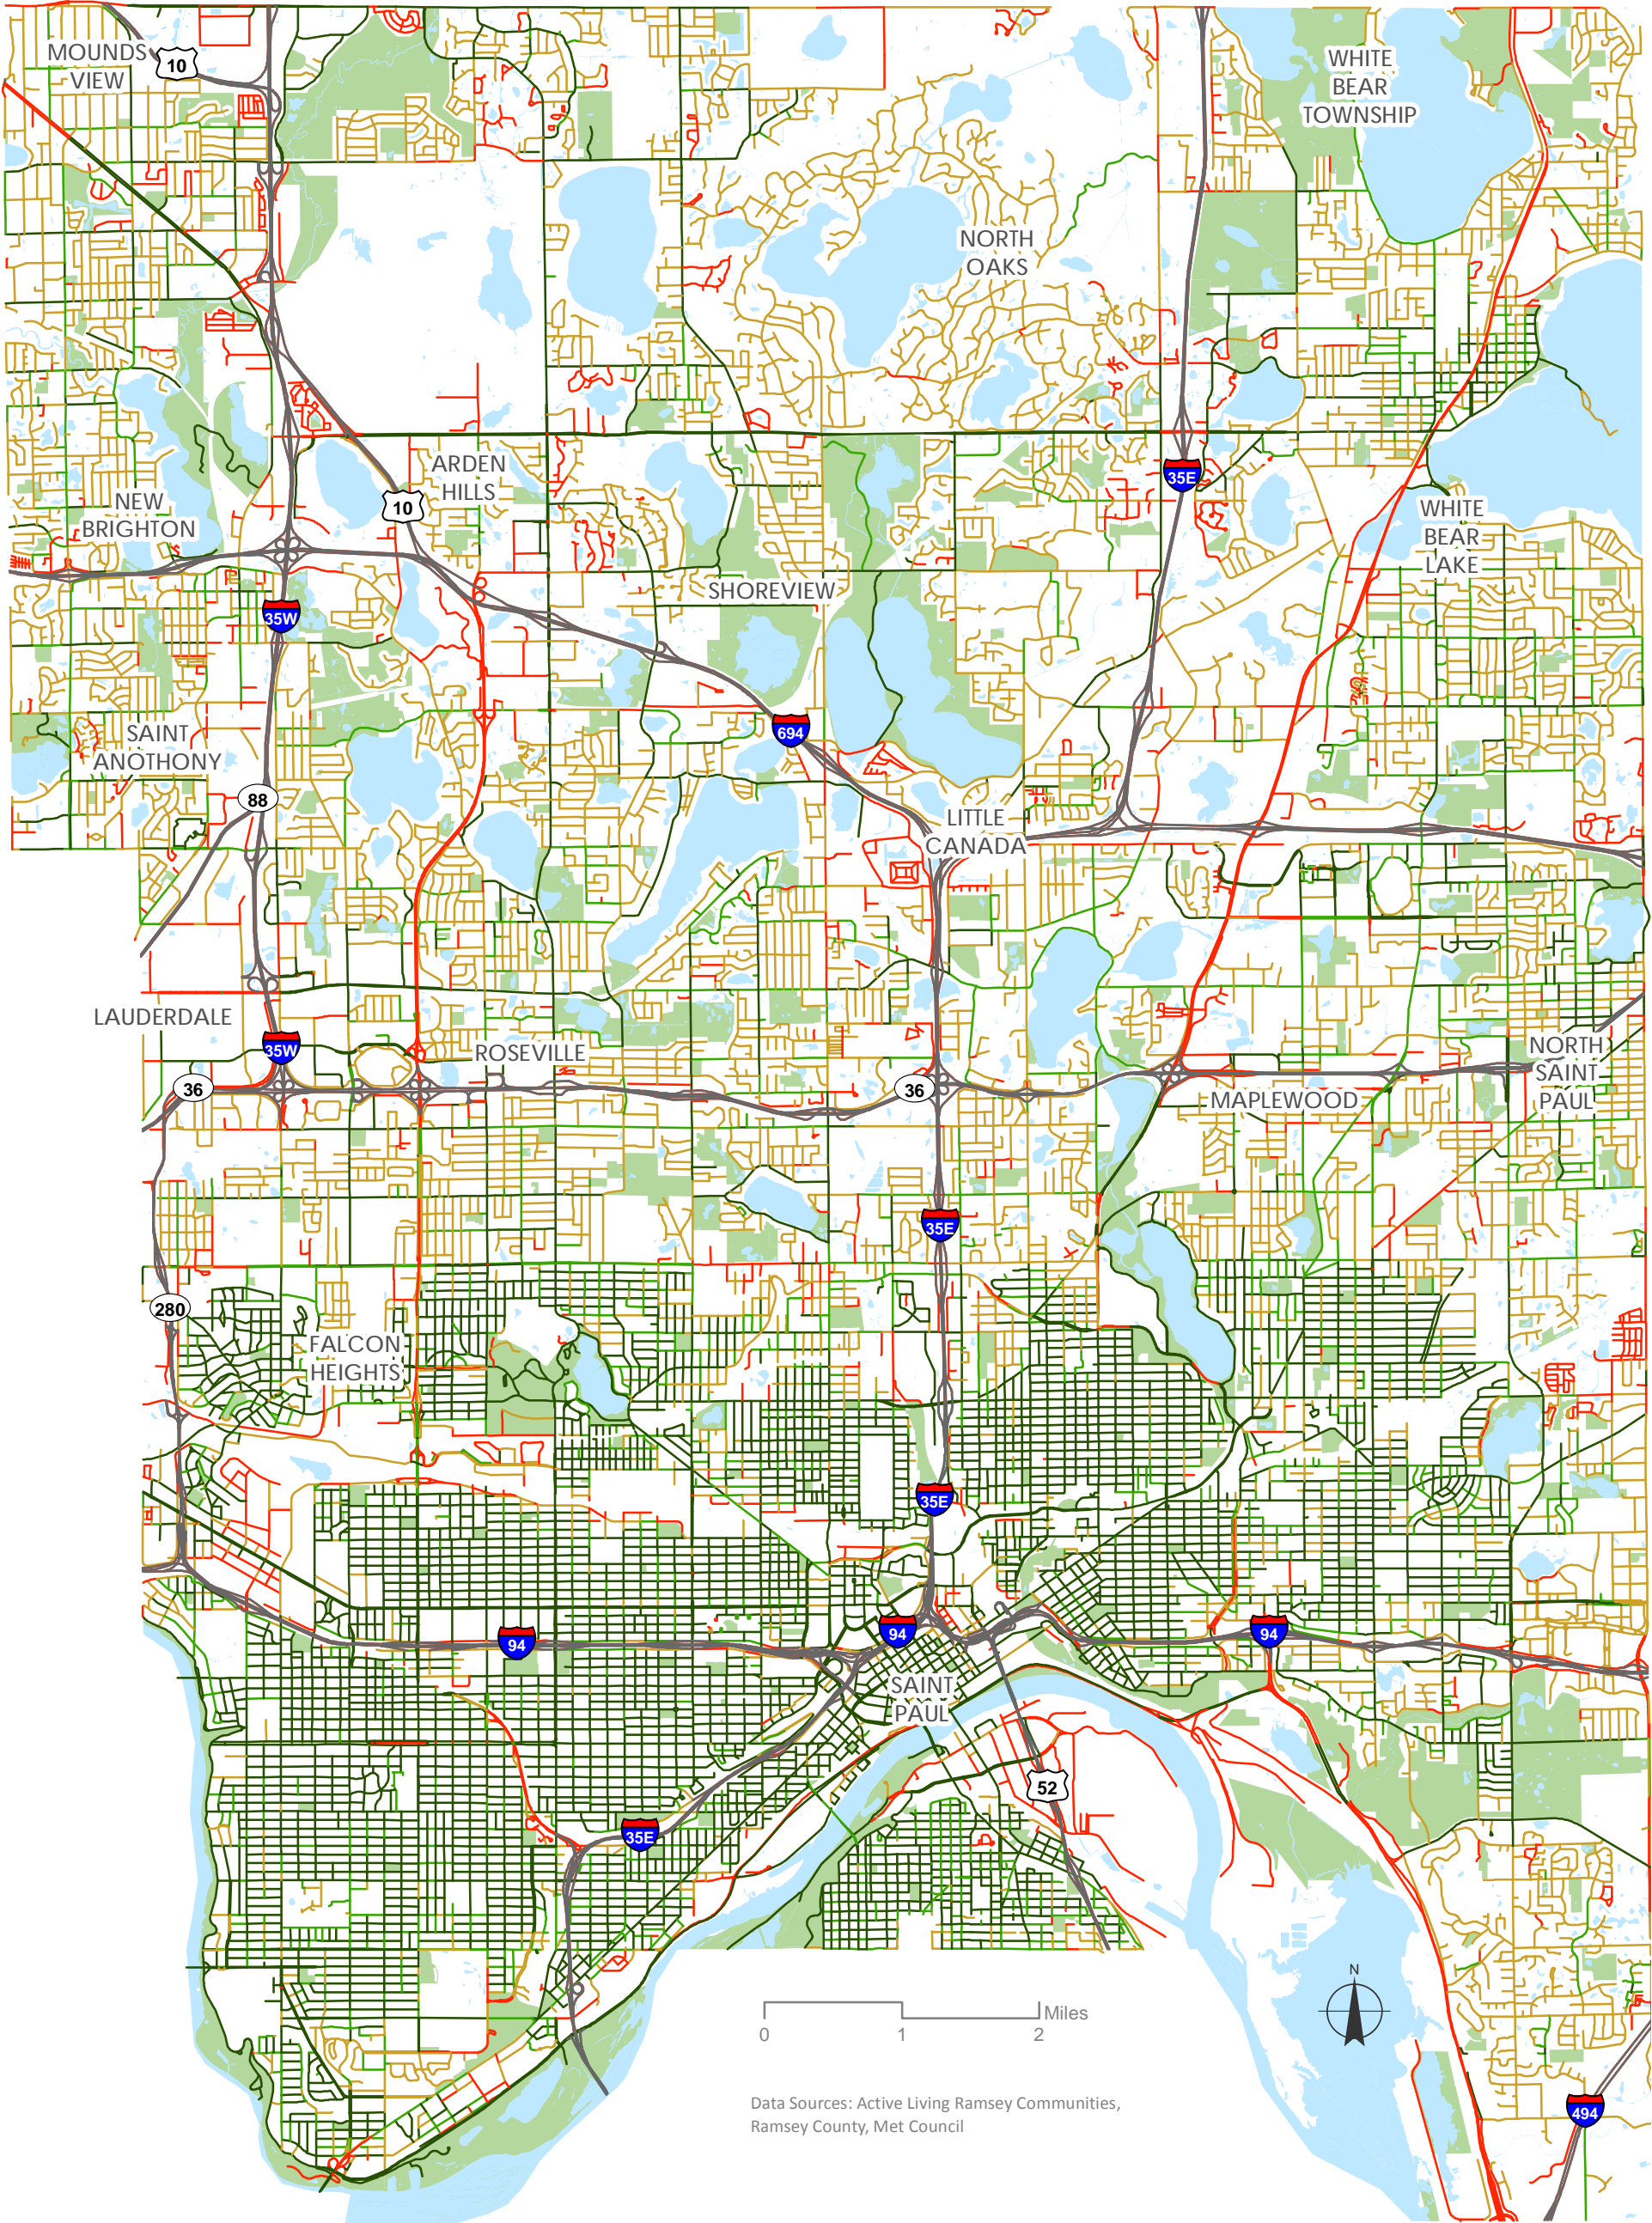 MOUNDS
VIEW
10
WHITE
BEAR
TOWNSHIP
NORTH
OAKS
ARDEN
HILLS
10
35E
NEW
BRIGHTON
WHITE
BEAR
LAKE
SHOREVIEW
35W
SAINT
ANOTHONY
694
88
LITTLE
CANADA
LAUDERDALE
35W
ROSEVILLE
36
36
NORTH
SAINT
PAUL
MAPLEWOOD
35E
280
FALCON
HEIGHTS
35E
94
94
94
SAINT
PAUL
52
35E
N
Miles
0
1
2
Data Sources: Active Living Ramsey Communities,
Ramsey County, Met Council
494